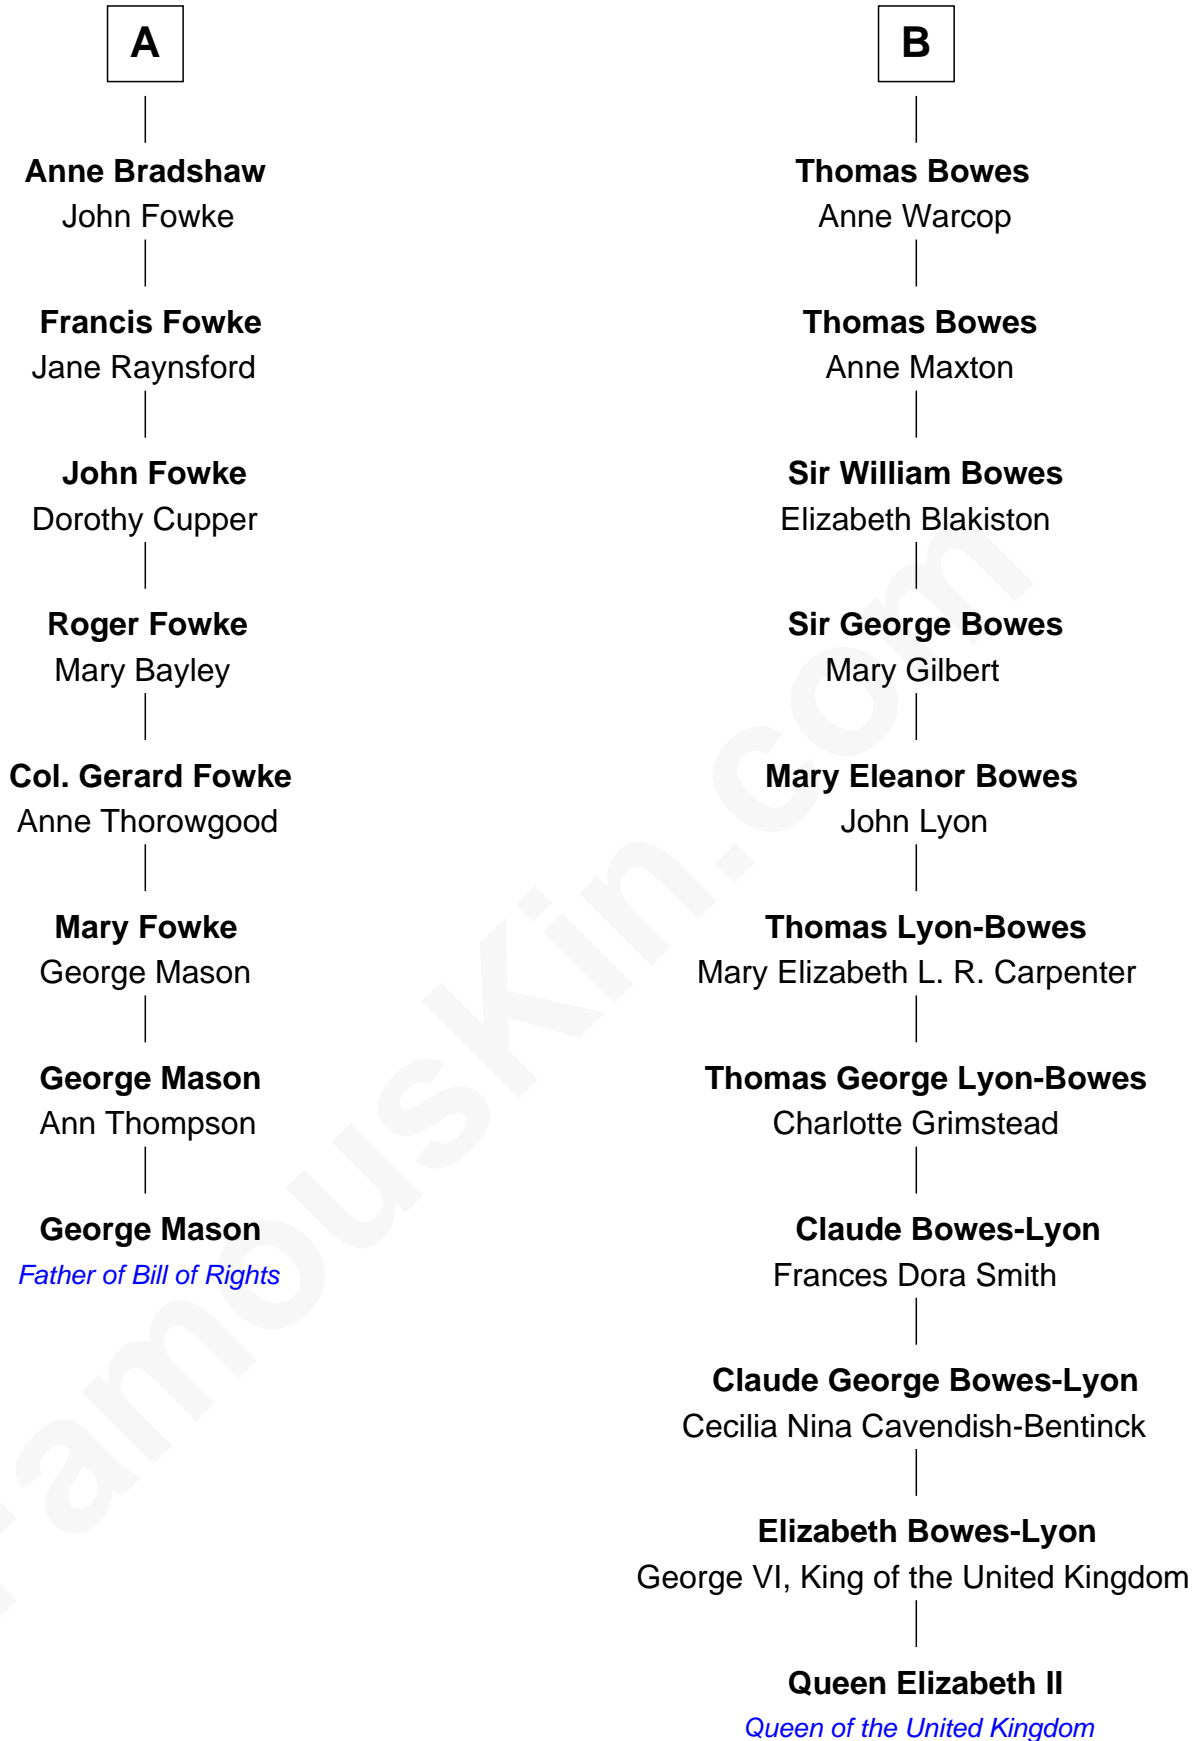 A
Anne Bradshaw
John Fowke
Francis Fowke
Jane Raynsford
John Fowke
Dorothy Cupper
Roger Fowke
Mary Bayley
Col. Gerard Fowke
Anne Thorowgood
Mary Fowke
George Mason
George Mason
Ann Thompson
George Mason
Father of Bill of Rights
B
Thomas Bowes
Anne Warcop
Thomas Bowes
Anne Maxton
Sir William Bowes
Elizabeth Blakiston
Sir George Bowes
Mary Gilbert
Mary Eleanor Bowes
John Lyon
Thomas Lyon-Bowes
Mary Elizabeth L. R. Carpenter
Thomas George Lyon-Bowes
Charlotte Grimstead
Claude Bowes-Lyon
Frances Dora Smith
Claude George Bowes-Lyon
Cecilia Nina Cavendish-Bentinck
Elizabeth Bowes-Lyon
George VI, King of the United Kingdom
Queen Elizabeth II
Queen of the United Kingdom
FamousKin.com